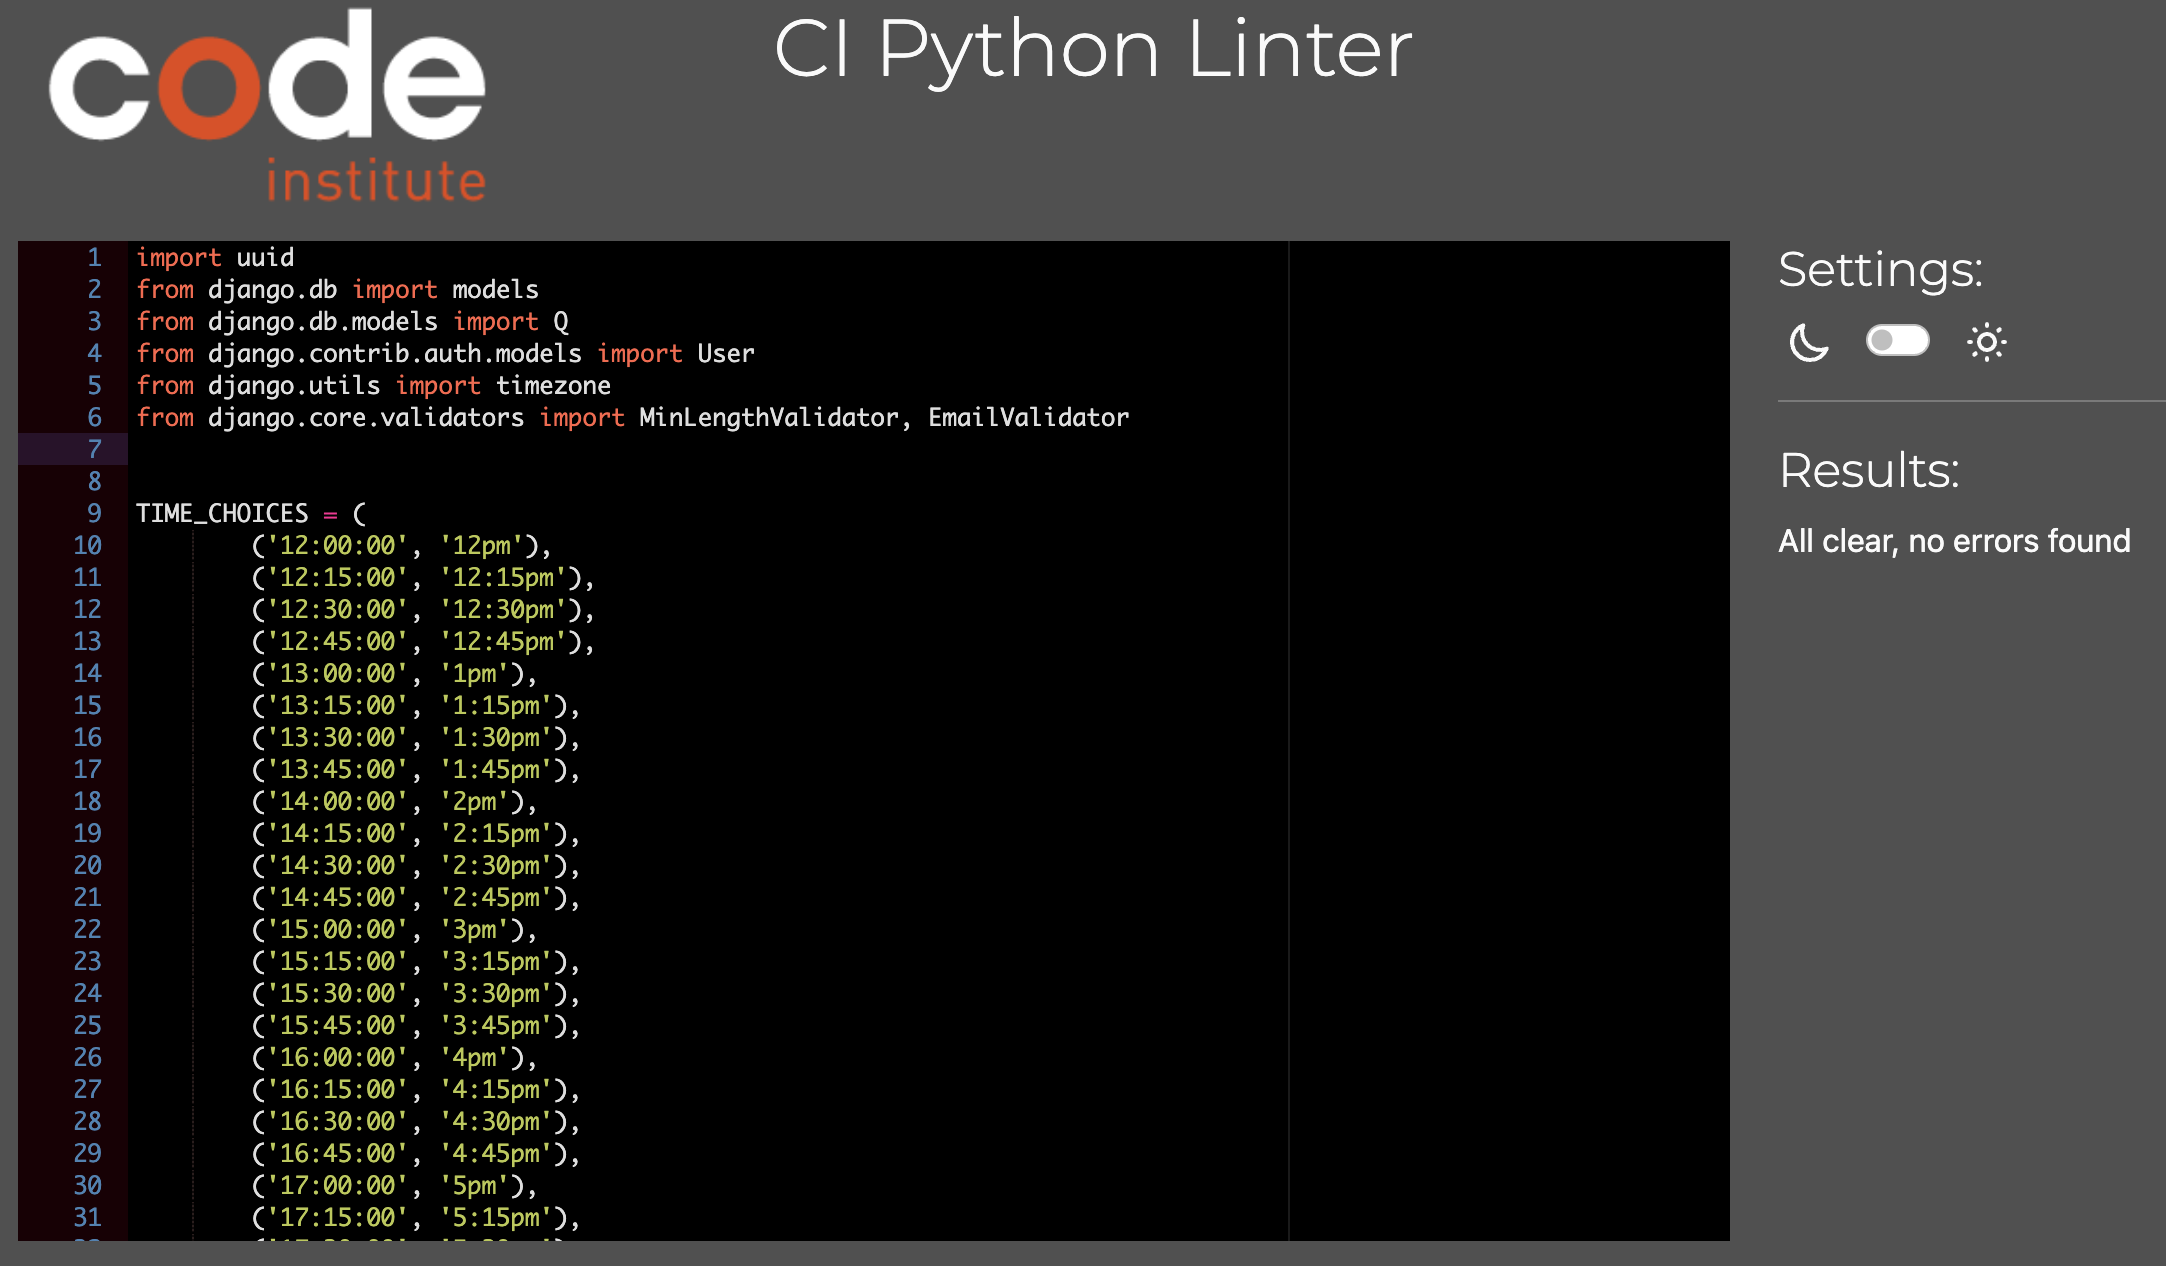 code
institute
CI Python Linter
1 import uuid
2 from django.db import models
3 from django.db.models import Q
4 from django.contrib.auth.models import User
5 from django.utils import timezone
6 from django.core.validators import MinLengthValidator, EmailValidator
7
8
9 TIME_CHOICES = (
10 ('12:00:00', '12pm'),
11 ('12:15:00', '12:15pm'),
12 ('12:30:00', '12:30pm'),
13 ('12:45:00', '12:45pm'),
14 ('13:00:00', '1pm'),
15 ('13:15:00', '1:15pm'),
16 ('13:30:00', '1:30pm'),
17 ('13:45:00', '1:45pm'),
18 ('14:00:00', '2pm'),
19 ('14:15:00', '2:15pm'),
20 ('14:30:00', '2:30pm'),
21 ('14:45:00', '2:45pm'),
22 ('15:00:00', '3pm'),
23 ('15:15:00', '3:15pm'),
24 ('15:30:00', '3:30pm'),
25 ('15:45:00', '3:45pm'),
26 ('16:00:00', '4pm'),
27 ('16:15:00', '4:15pm'),
28 ('16:30:00', '4:30pm'),
29 ('16:45:00', '4:45pm'),
30 ('17:00:00', '5pm'),
31 ('17:15:00', '5:15pm'),
Settings:
Results:
All clear, no errors found